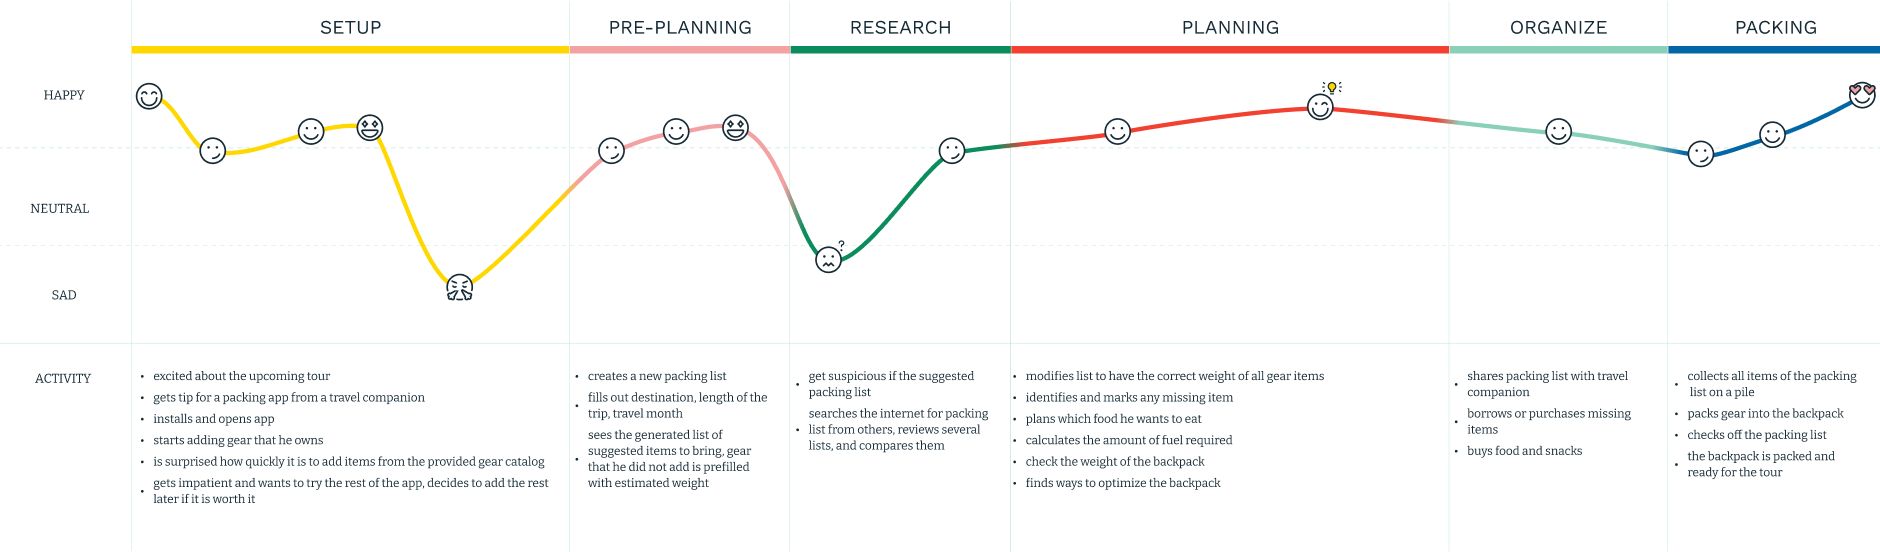 SETUP
PRE-PLANNING
RESEARCH
PLANNING
ORGANIZE
PACKING
HAPPY
NEUTRAL
SAD
?
ACTIVITY
• excited about the upcoming tour
• gets tip for a packing app from a travel companion
• installs and opens app
• starts adding gear that he owns
• is surprised how quickly it is to add items from the provided gear catalog
• gets impatient and wants to try the rest of the app, decides to add the rest
later if it is worth it
• creates a new packing list
• fills out destination, length of the
trip, travel month
• sees the generated list of
suggested items to bring, gear
that he did not add is prefilled
with estimated weight
• get suspicious if the suggested
packing list
• searches the internet for packing
list from others, reviews several
lists, and compares them
• modifies list to have the correct weight of all gear items
• identifies and marks any missing item
• plans which food he wants to eat
• calculates the amount of fuel required
• check the weight of the backpack
• finds ways to optimize the backpack
• shares packing list with travel
companion
• borrows or purchases missing
items
• buys food and snacks
• collects all items of the packing
list on a pile
• packs gear into the backpack
• checks off the packing list
• the backpack is packed and
ready for the tour